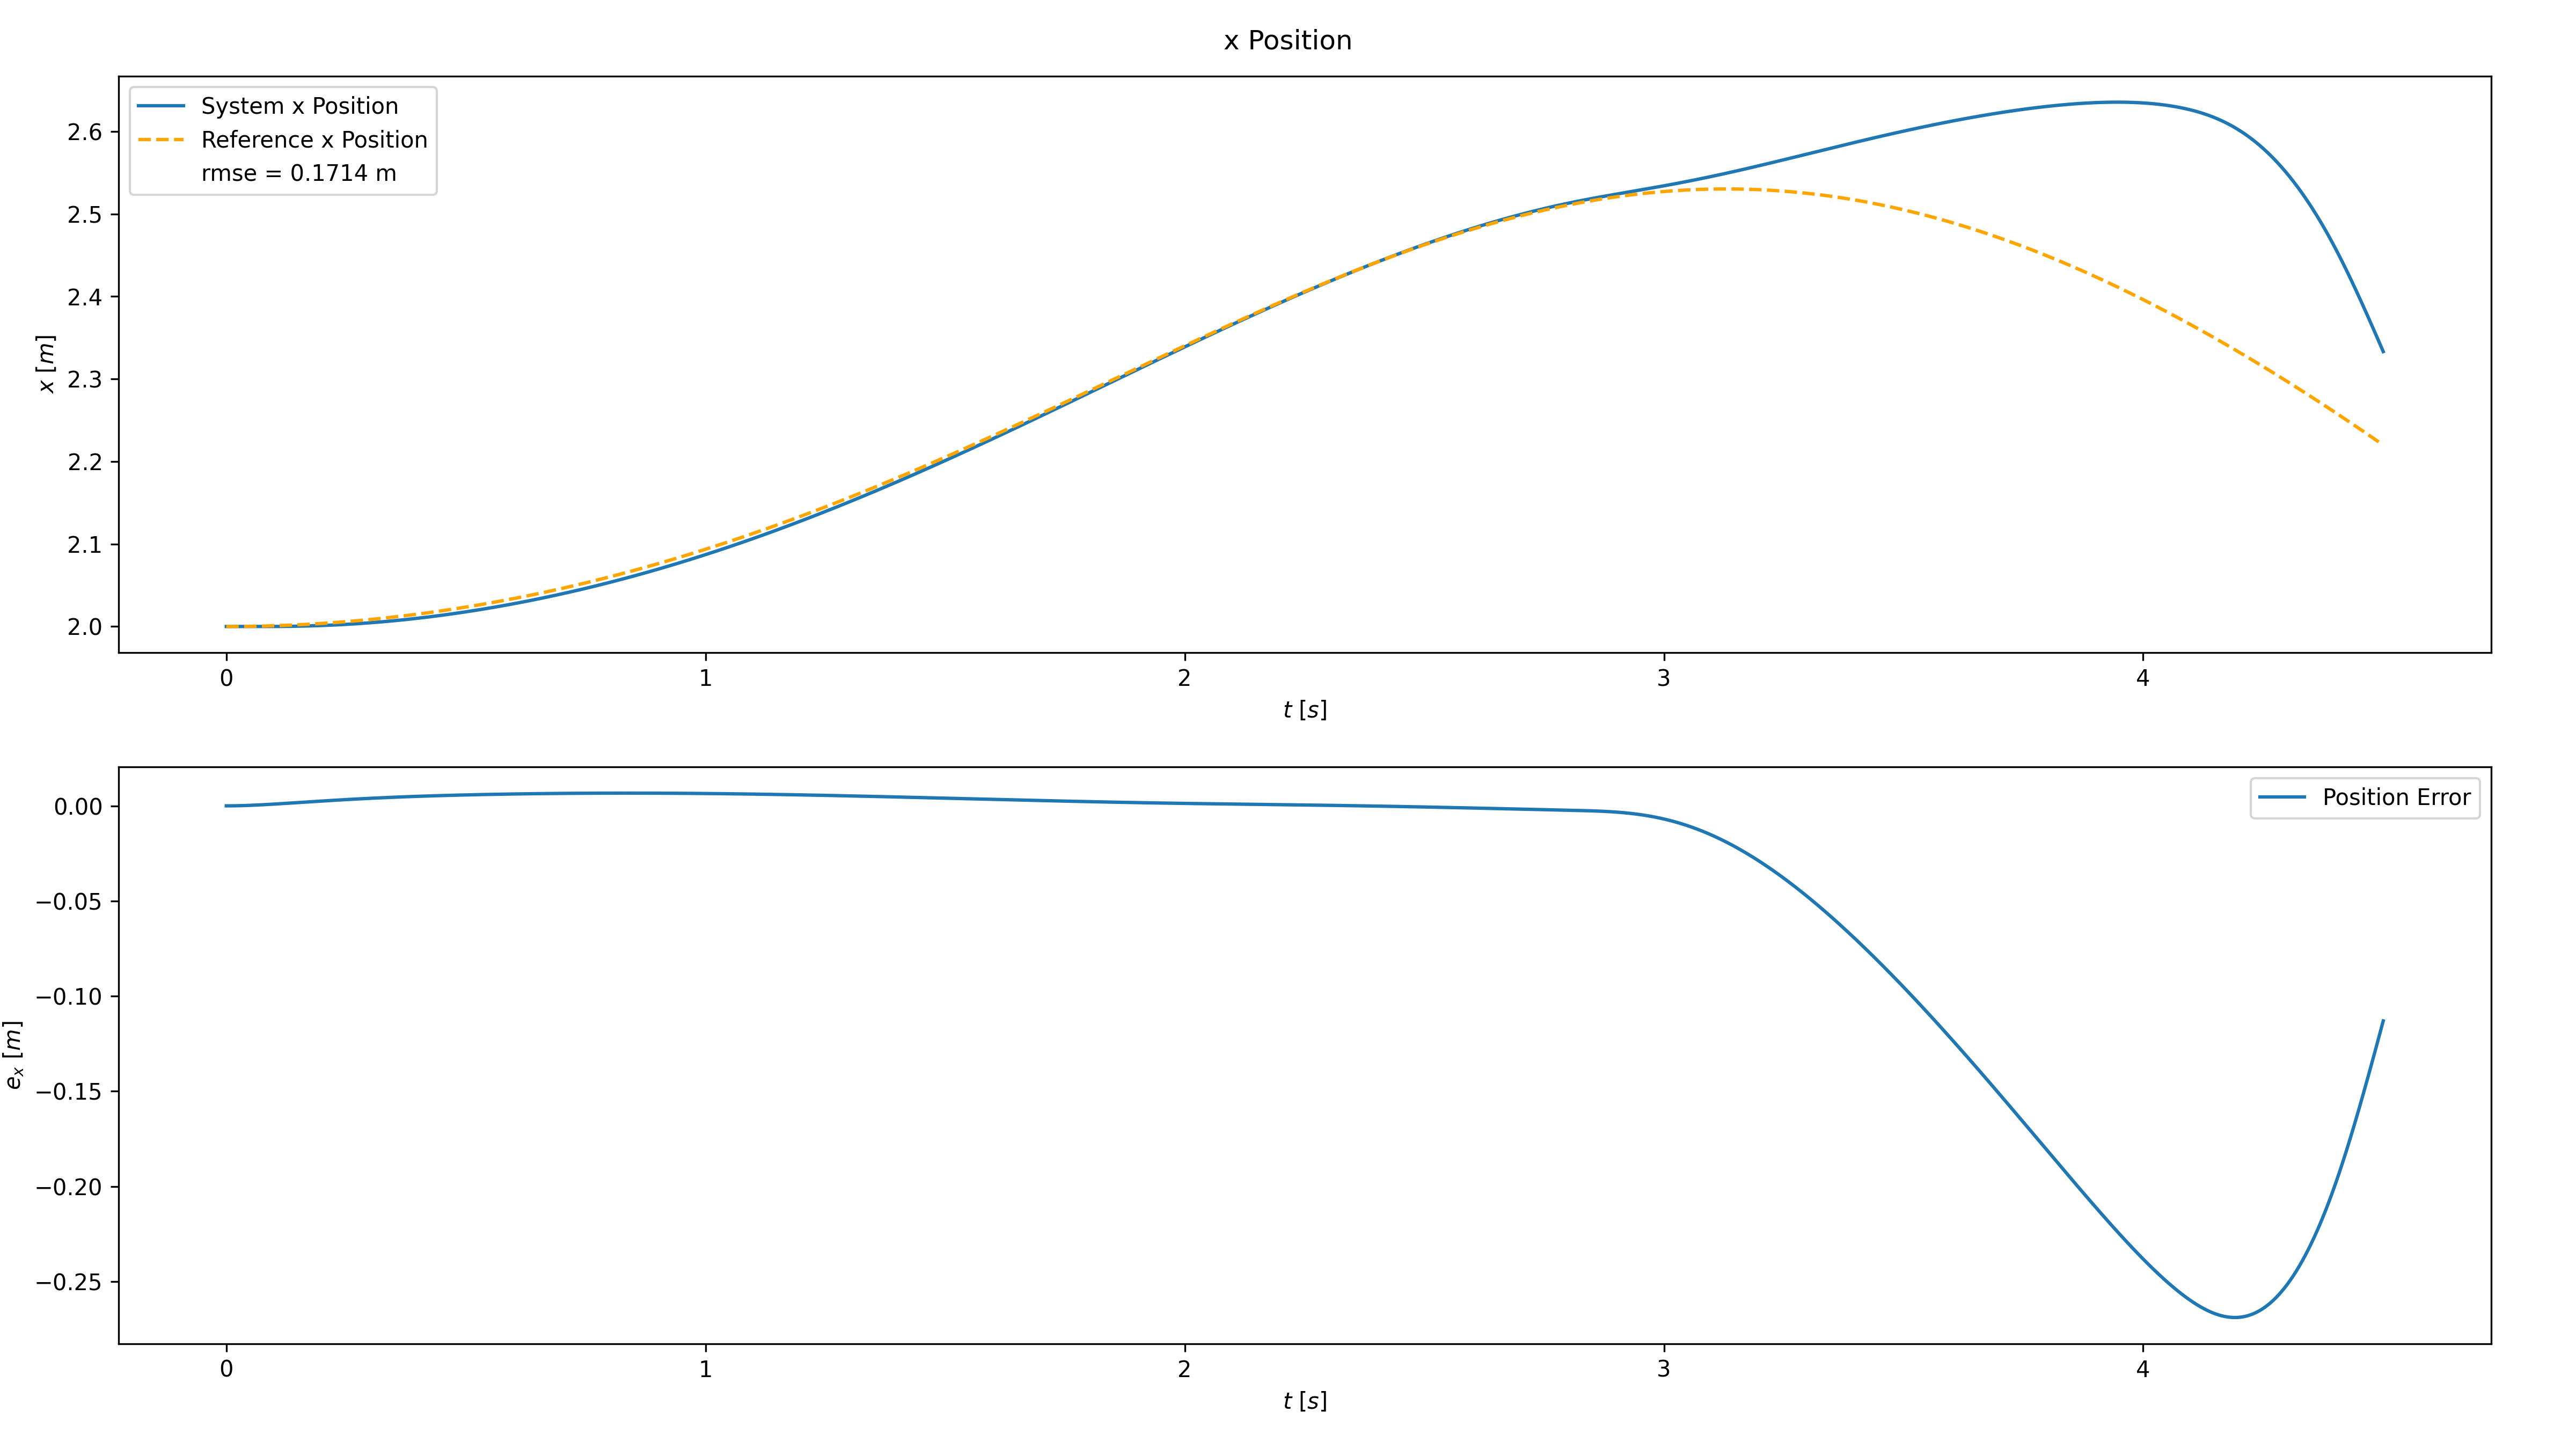 x Position
System x Position
Reference x Position
rmse = 0.1714 m
2.6
2.5
2.4
2.3
2.2
2.1
2.0
x [m]
0 1 2 3 4
t [s]
Position Error
0.00
−0.05
−0.10
−0.15
−0.20
−0.25
eₓ [m]
0 1 2 3 4
t [s]